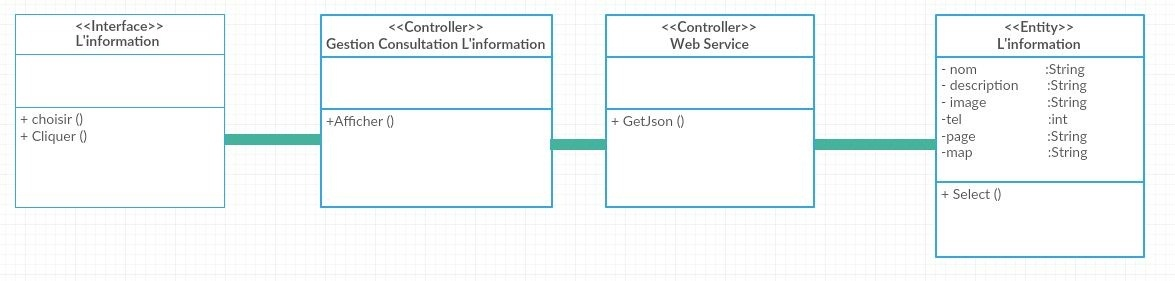 <<Interface>>
L'information
+ choisir ()
+ Cliquer ()
<<Controller>>
Gestion Consultation L'information
+Afficher ()
<<Controller>>
Web Service
+ GetJson ()
<<Entity>>
L'information
- nom :String
- description :String
- image :String
-tel :int
-page :String
-map :String
+ Select ()